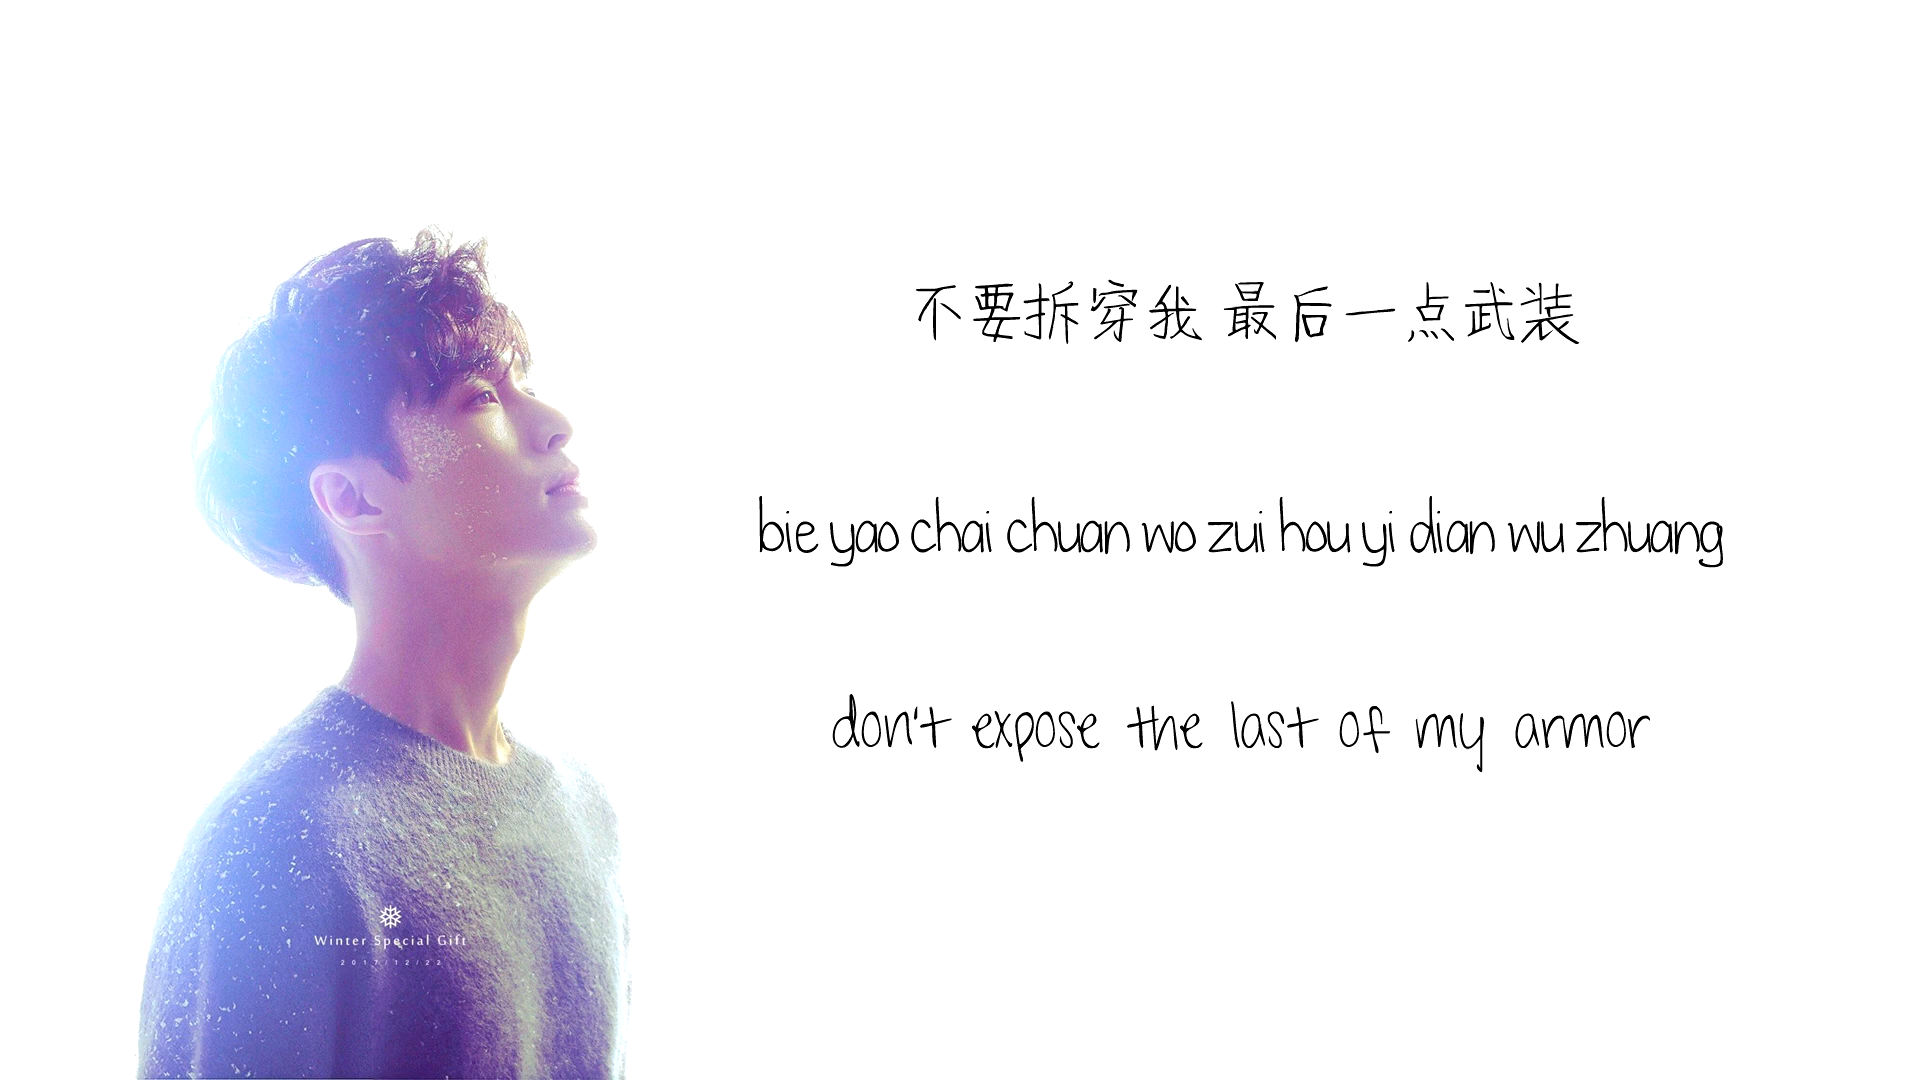 不要拆穿我 最后一点武装
bie yao chai chuan wo zui hou yi dian wu zhuang
don't expose the last of my armor
Winter Special Gift
2017/12/22